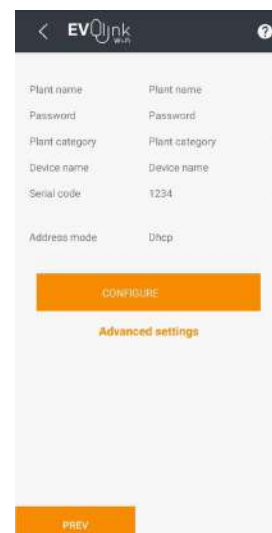 EVOlink
Wi-Fi
Plant name Plant name
Password Password
Plant category Plant category
Device name Device name
Serial code 1234
Address mode Dhcp
CONFIGURE
Advanced settings
PREV